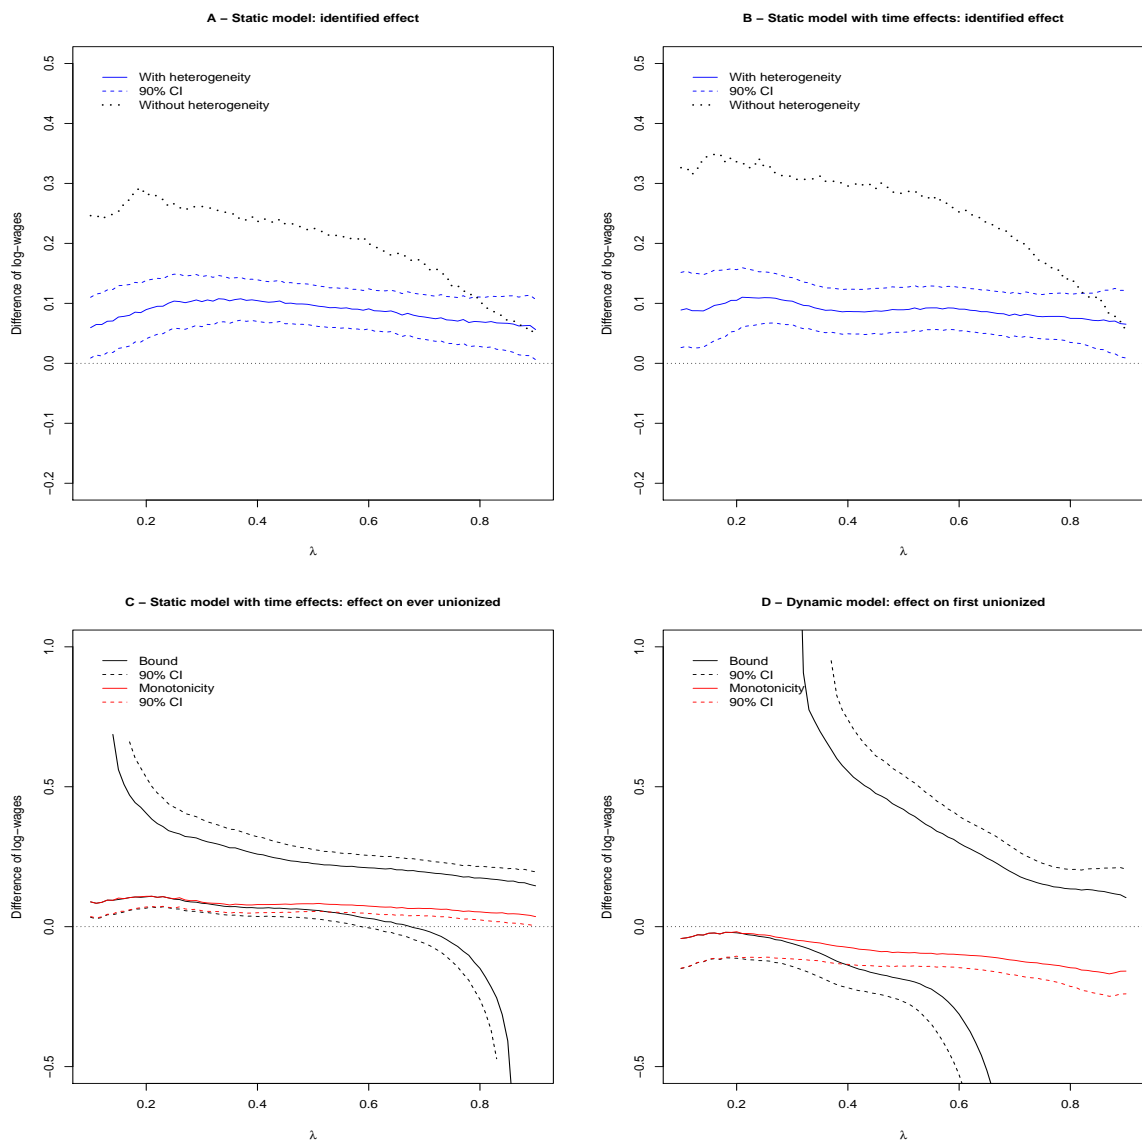 A – Static model: identified effect
With heterogeneity
90% CI
Without heterogeneity
Difference of log−wages
0.5
0.4
0.3
0.2
0.1
0.0
−0.1
−0.2
0.2 0.4 0.6 0.8
λ
B – Static model with time effects: identified effect
With heterogeneity
90% CI
Without heterogeneity
Difference of log−wages
0.5
0.4
0.3
0.2
0.1
0.0
−0.1
−0.2
0.2 0.4 0.6 0.8
λ
C – Static model with time effects: effect on ever unionized
Bound
90% CI
Monotonicity
90% CI
Difference of log−wages
1.0
0.5
0.0
−0.5
0.2 0.4 0.6 0.8
λ
D – Dynamic model: effect on first unionized
Bound
90% CI
Monotonicity
90% CI
Difference of log−wages
1.0
0.5
0.0
−0.5
0.2 0.4 0.6 0.8
λ